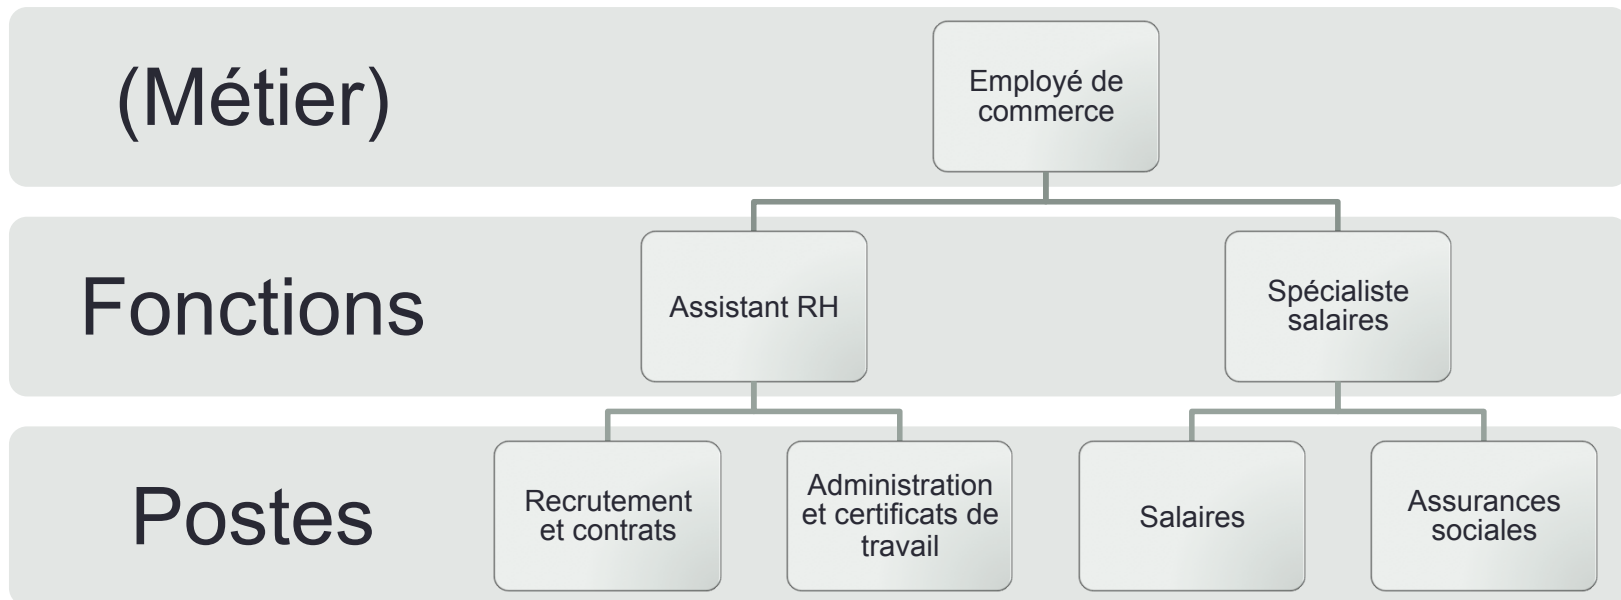 (Métier)
Employé de
commerce
Fonctions
Assistant RH
Spécialiste
salaires
Postes
Recrutement
et contrats
Administration
et certificats de
travail
Salaires
Assurances
sociales